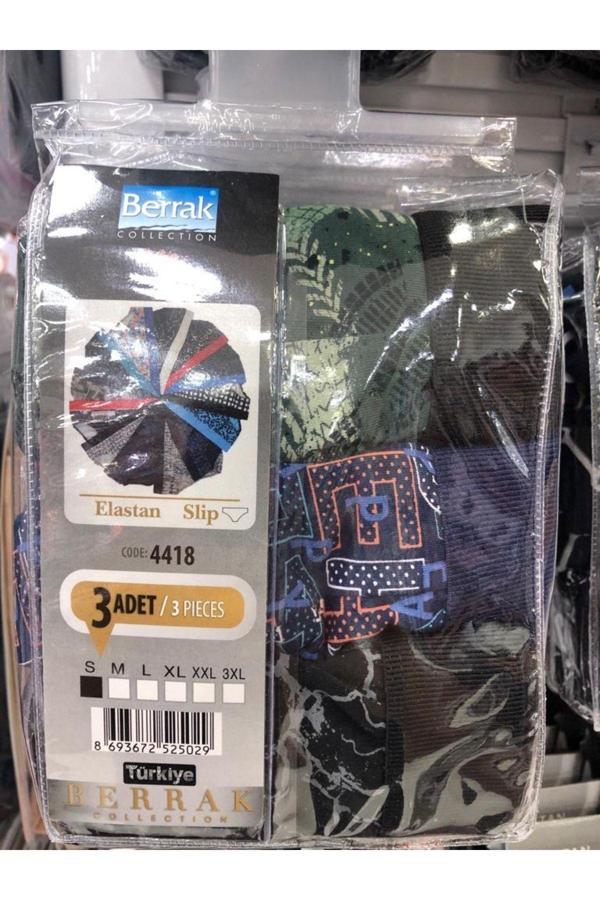 Berrak
COLLECTION
Elastan Slip
CODE: 4418
3 ADET / 3 PIECES
S M L XL XXL 3XL
8 693672 525029
Türkiye
BERRAK
COLLECTION